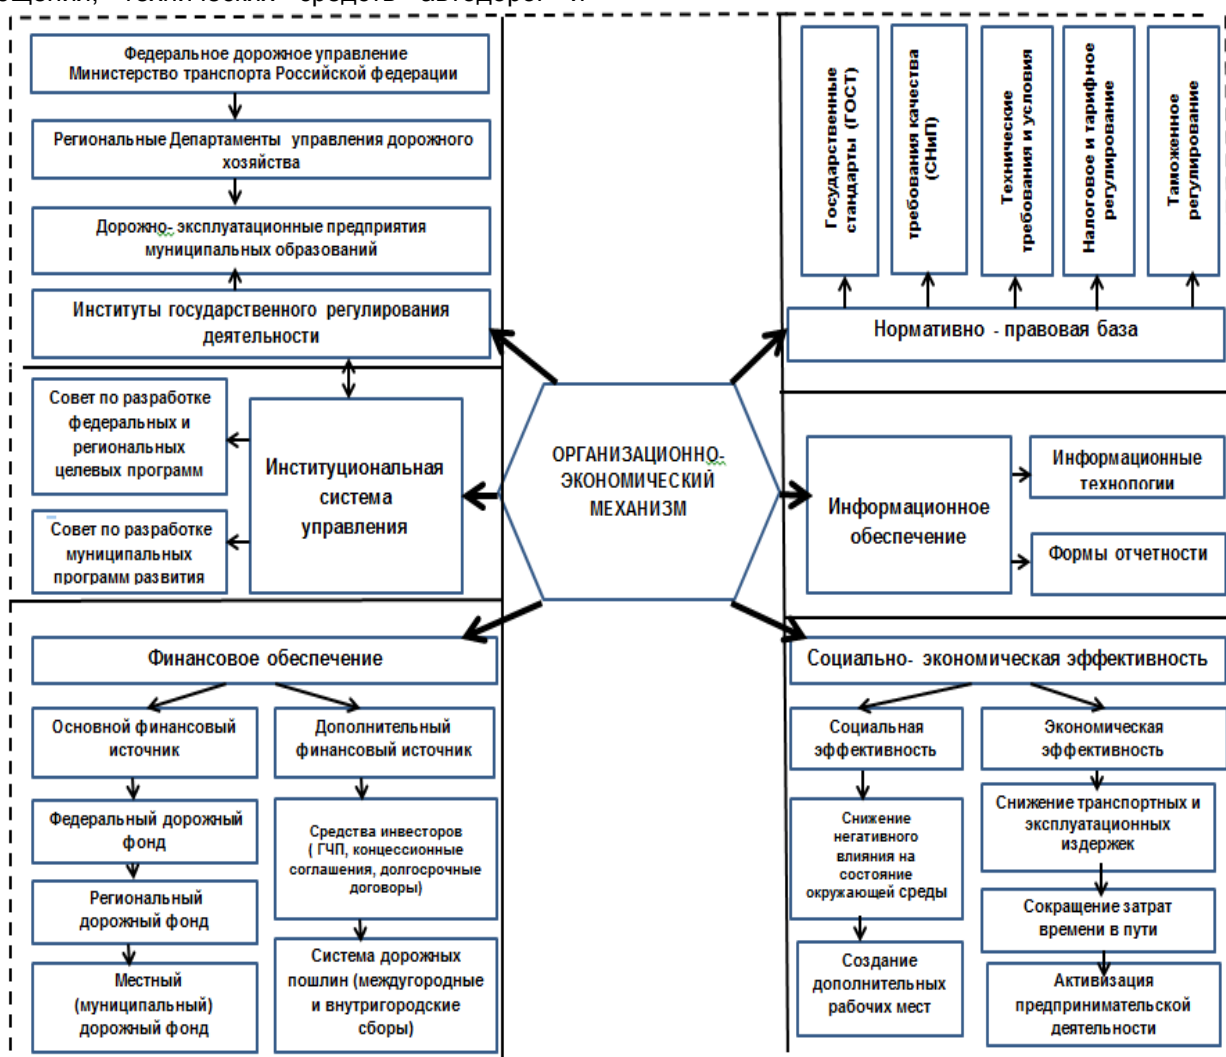 технических средств автодорог и
Федеральное дорожное управление
Министерство транспорта Российской федерации
Региональные Департаменты управления дорожного
хозяйства
Дорожно- эксплуатационные предприятия
муниципальных образований
Институты государственного регулирования
деятельности
Совет по разработке
федеральных и
региональных
целевых программ
Совет по разработке
муниципальных
программ развития
Институциональная
система
управления
ОРГАНИЗАЦИОННО-
ЭКОНОМИЧЕСКИЙ
МЕХАНИЗМ
Государственные
стандарты (ГОСТ)
требования качества
(СНиП)
Технические
требования и условия
Налоговое и тарифное
регулирование
Таможенное
регулирование
Нормативно - правовая база
Информационное
обеспечение
Информационные
технологии
Формы отчетности
Финансовое обеспечение
Основной финансовый
источник
Федеральный дорожный
фонд
Региональный
дорожный фонд
Местный
(муниципальный)
дорожный фонд
Дополнительный
финансовый источник
Средства инвесторов
( ГЧП, концессионные
соглашения, долгосрочные
договоры)
Система дорожных
пошлин (междугородные
и внутригородские
сборы)
Социально- экономическая эффективность
Социальная
эффективность
Снижение
негативного
влияния на
состояние
окружающей среды
Создание
дополнительных
рабочих мест
Экономическая
эффективность
Снижение транспортных и
эксплуатационных
издержек
Сокращение затрат
времени в пути
Активизация
предпринимательской
деятельности